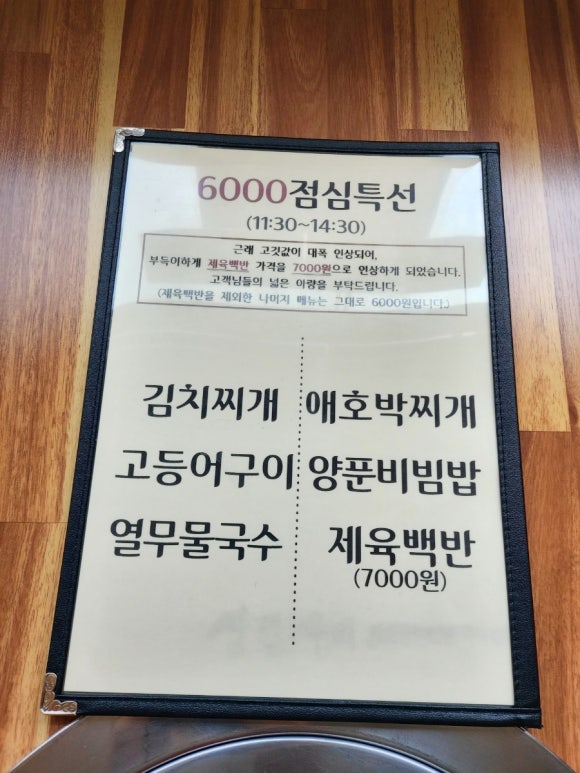 6000점심특선
(11:30~14:30)
근래 고깃값이 대폭 인상되어,
부득이하게 제육백반 가격을 7000원으로 인상하게 되었습니다.
고객님들의 넓은 아량을 부탁드립니다.
(제육백반을 제외한 나머지 메뉴는 그대로 6000원입니다.)
김치찌개 애호박찌개
고등어구이 양푼비빔밥
열무물국수 제육백반
(7000원)